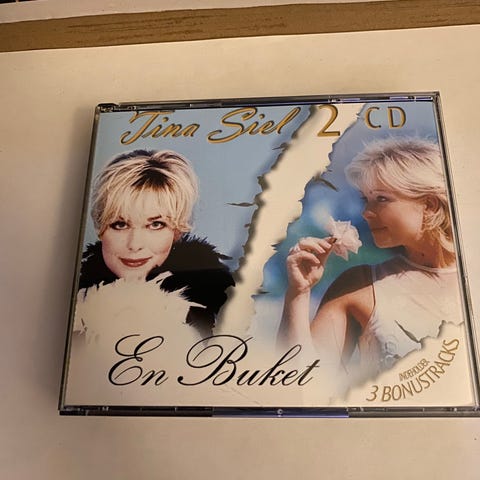 Tina Siel 2 CD
En Buket
INDEHOLDER
3 BONUSTRACKS